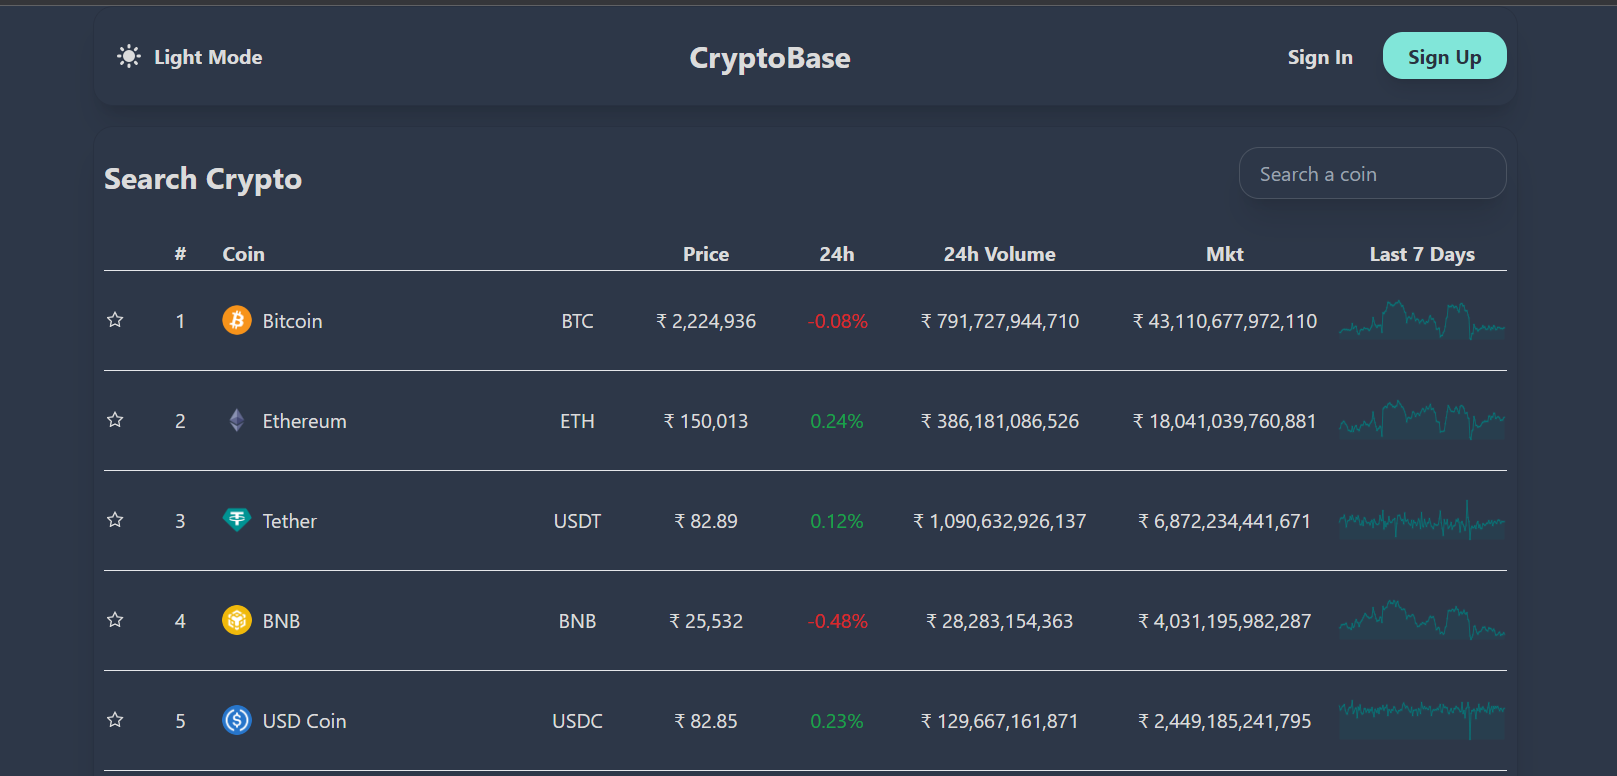 Light Mode CryptoBase Sign In Sign Up
Search Crypto Search a coin
# Coin Price 24h 24h Volume Mkt Last 7 Days
1 Bitcoin BTC ₹ 2,224,936 -0.08% ₹ 791,727,944,710 ₹ 43,110,677,972,110
2 Ethereum ETH ₹ 150,013 0.24% ₹ 386,181,086,526 ₹ 18,041,039,760,881
3 Tether USDT ₹ 82.89 0.12% ₹ 1,090,632,926,137 ₹ 6,872,234,441,671
4 BNB BNB ₹ 25,532 -0.48% ₹ 28,283,154,363 ₹ 4,031,195,982,287
5 USD Coin USDC ₹ 82.85 0.23% ₹ 129,667,161,871 ₹ 2,449,185,241,795